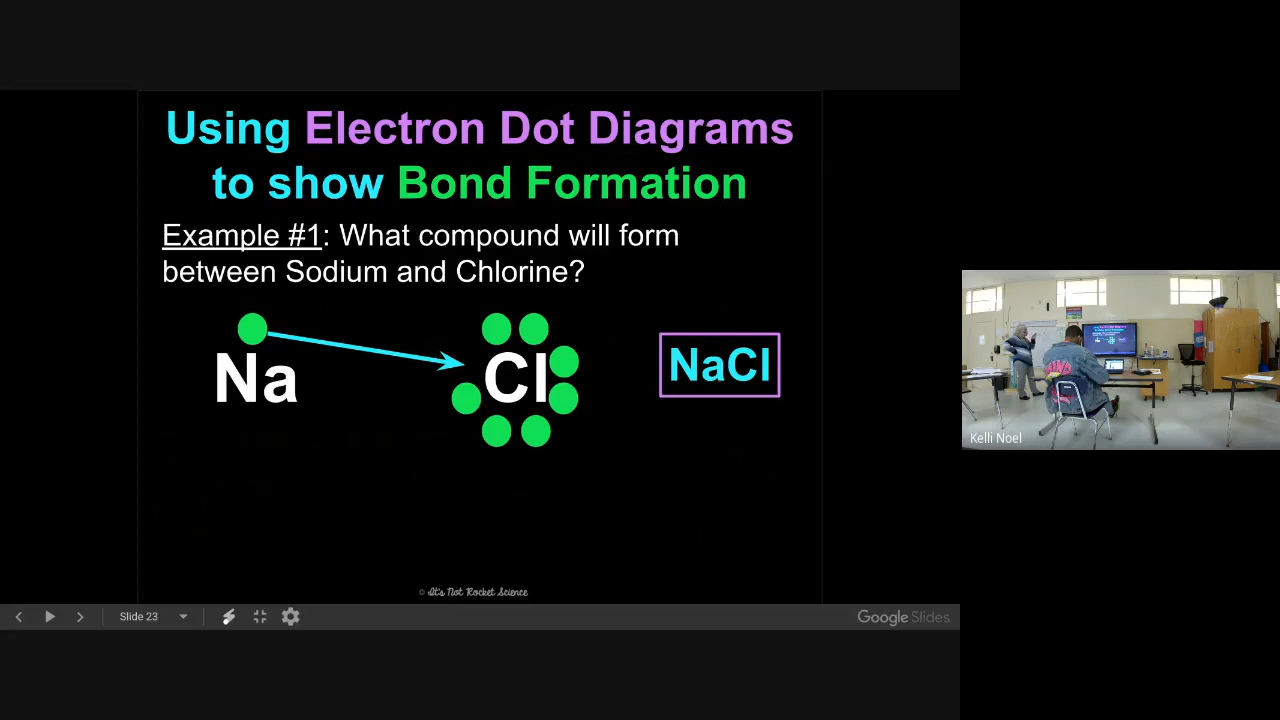 Using Electron Dot Diagrams
to show Bond Formation
Example #1: What compound will form
between Sodium and Chlorine?
Na
Cl
NaCl
© It's Not Rocket Science
Slide 23
Google Slides
Kelli Noel